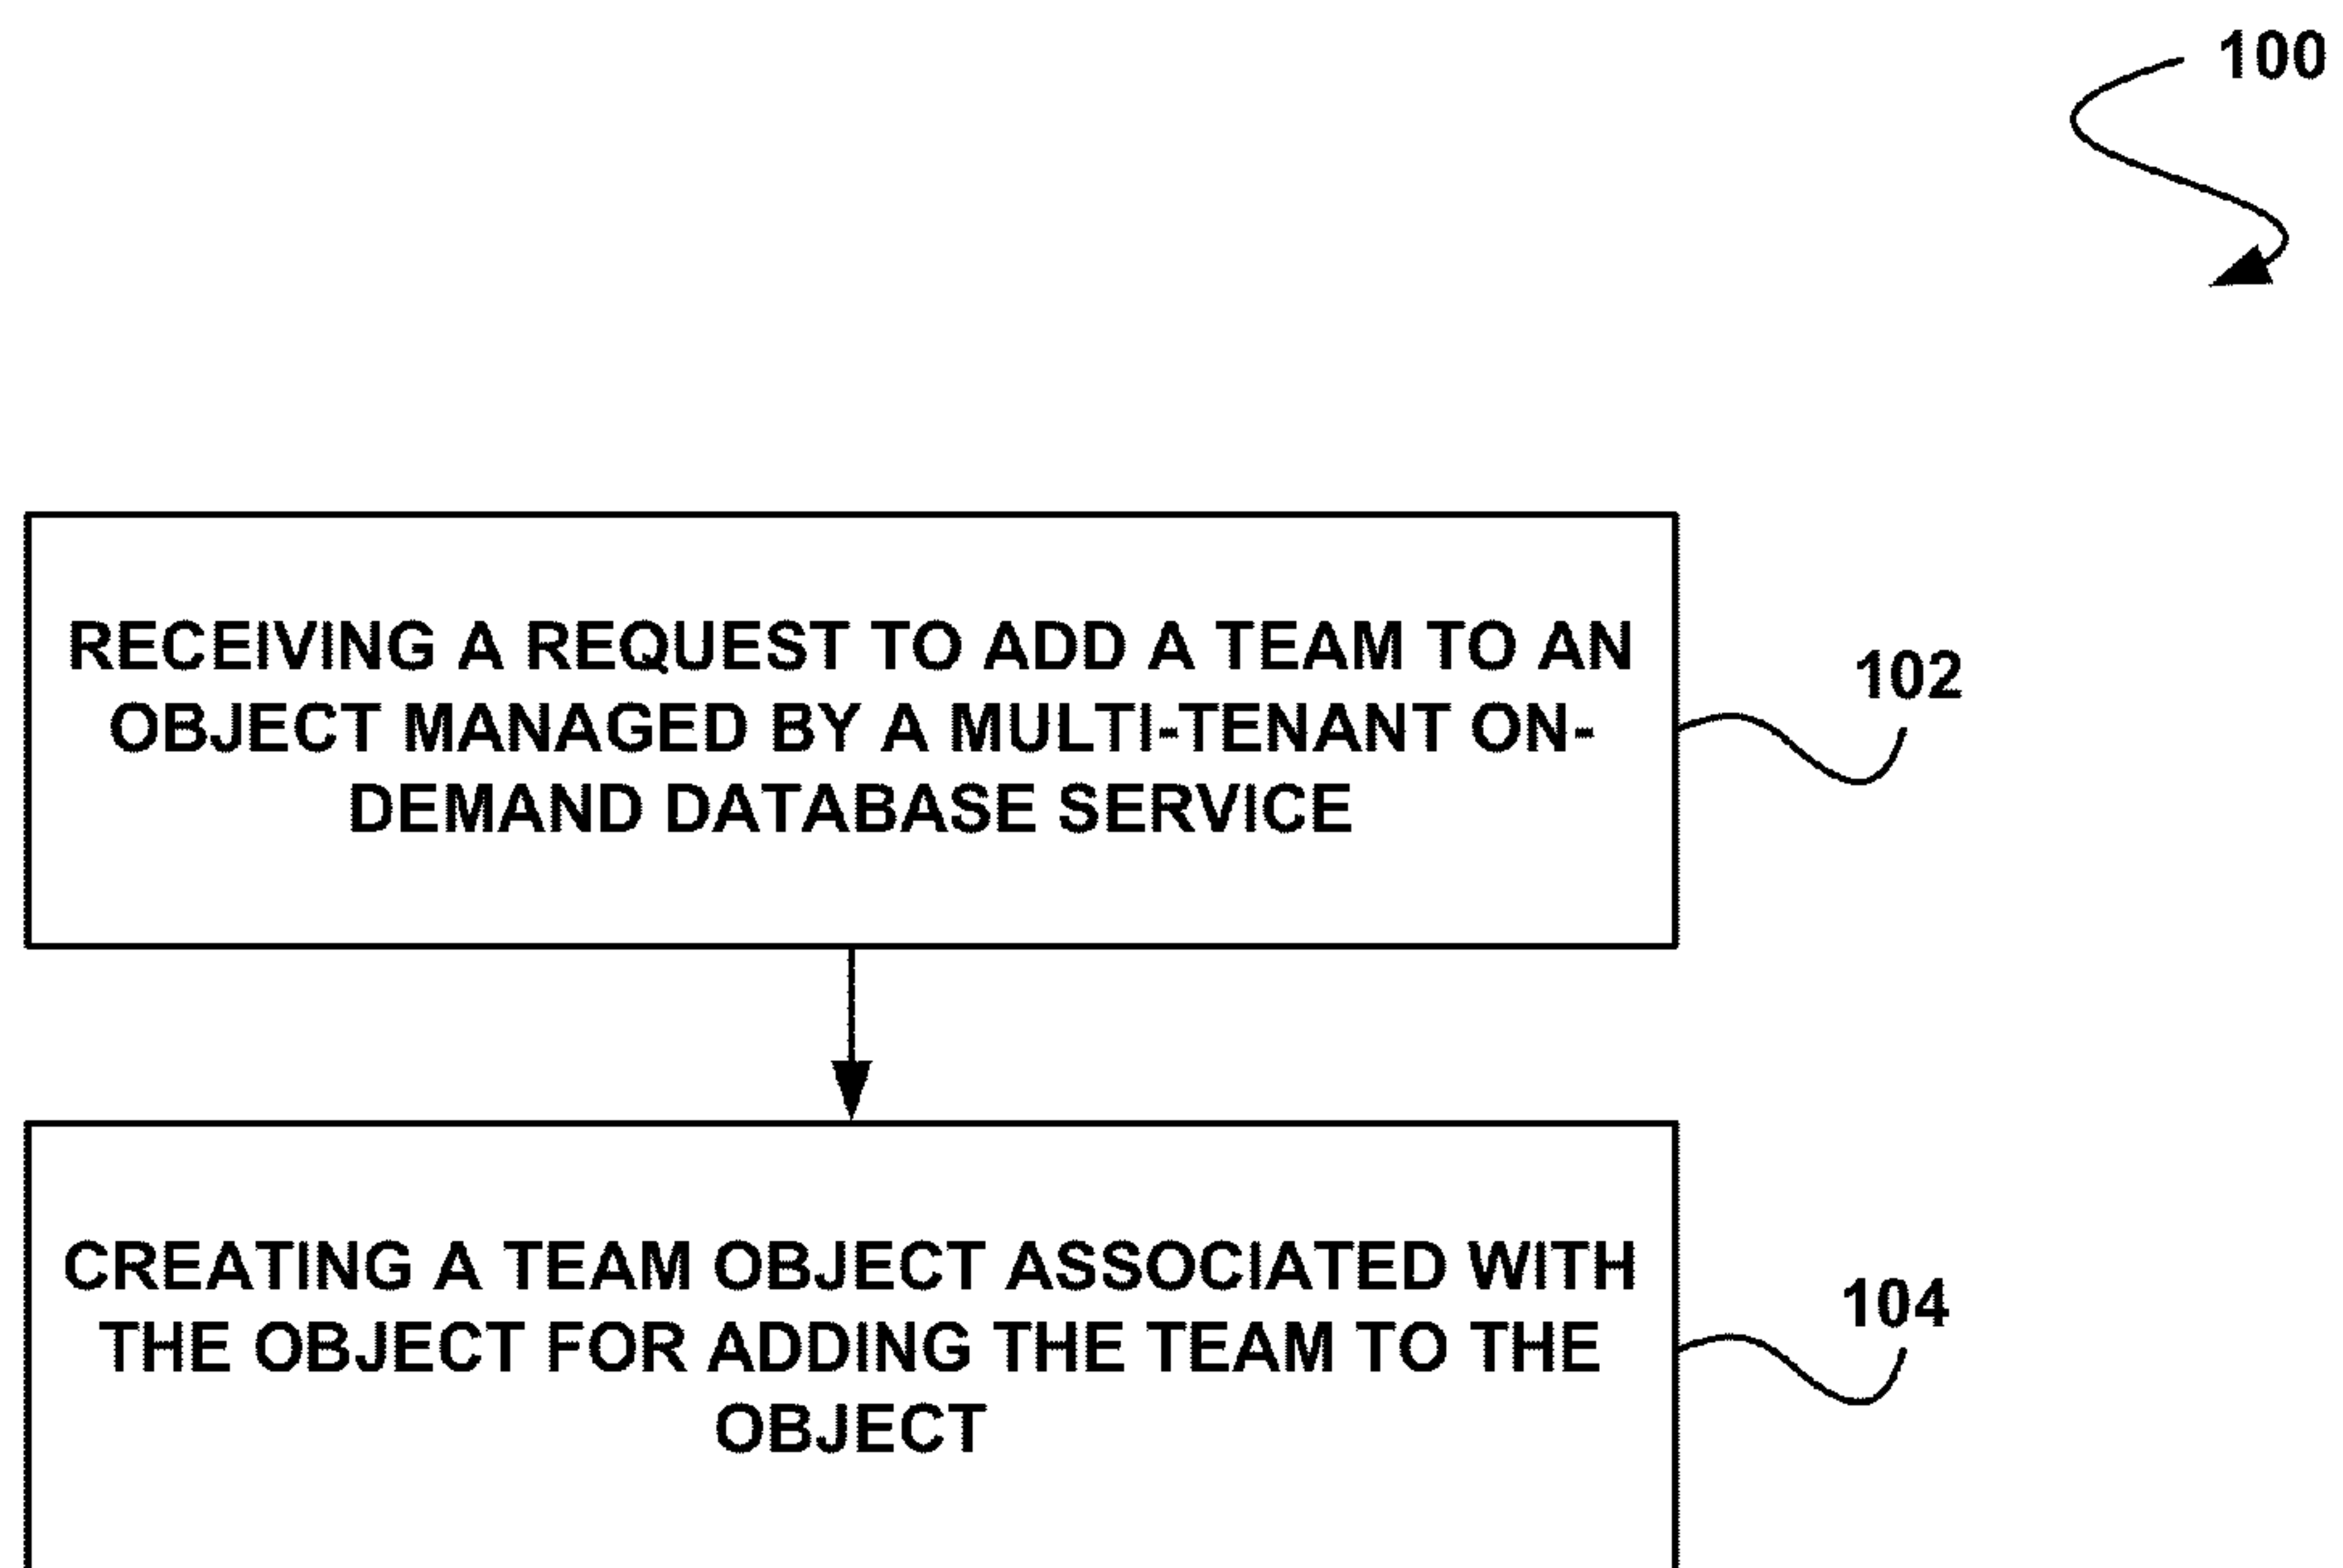 100
RECEIVING A REQUEST TO ADD A TEAM TO AN
OBJECT MANAGED BY A MULTI-TENANT ON-
DEMAND DATABASE SERVICE
102
CREATING A TEAM OBJECT ASSOCIATED WITH
THE OBJECT FOR ADDING THE TEAM TO THE
OBJECT
104